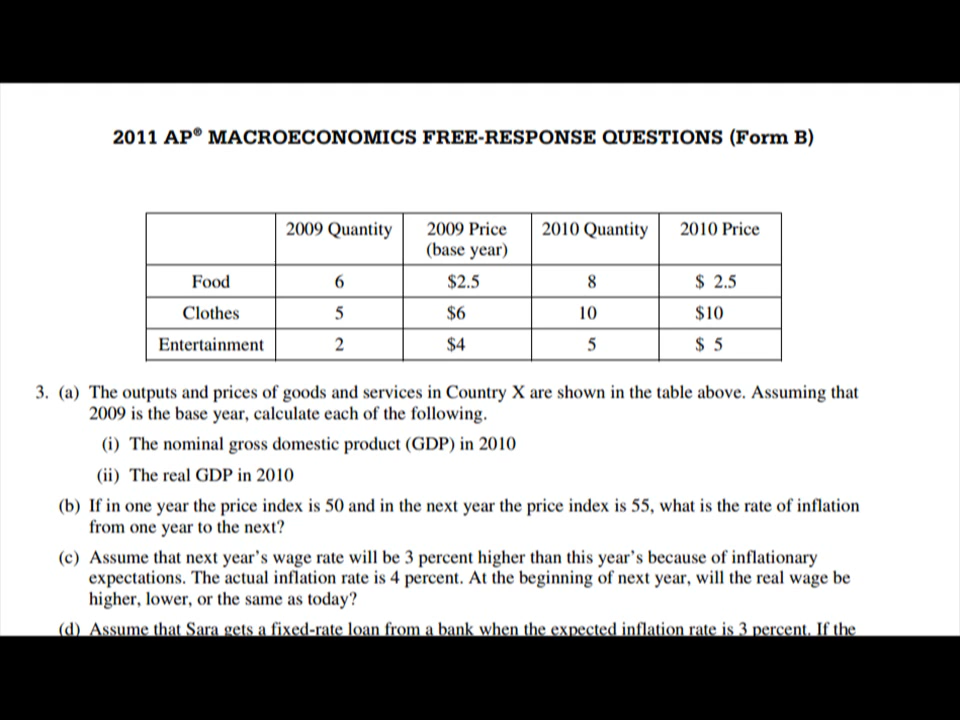 2011 AP® MACROECONOMICS FREE-RESPONSE QUESTIONS (Form B)
2009 Quantity 2009 Price (base year) 2010 Quantity 2010 Price
Food 6 $2.5 8 $ 2.5
Clothes 5 $6 10 $10
Entertainment 2 $4 5 $ 5
3. (a) The outputs and prices of goods and services in Country X are shown in the table above. Assuming that
2009 is the base year, calculate each of the following.
(i) The nominal gross domestic product (GDP) in 2010
(ii) The real GDP in 2010
(b) If in one year the price index is 50 and in the next year the price index is 55, what is the rate of inflation
from one year to the next?
(c) Assume that next year’s wage rate will be 3 percent higher than this year’s because of inflationary
expectations. The actual inflation rate is 4 percent. At the beginning of next year, will the real wage be
higher, lower, or the same as today?
(d) Assume that Sara gets a fixed-rate loan from a bank when the expected inflation rate is 3 percent. If the